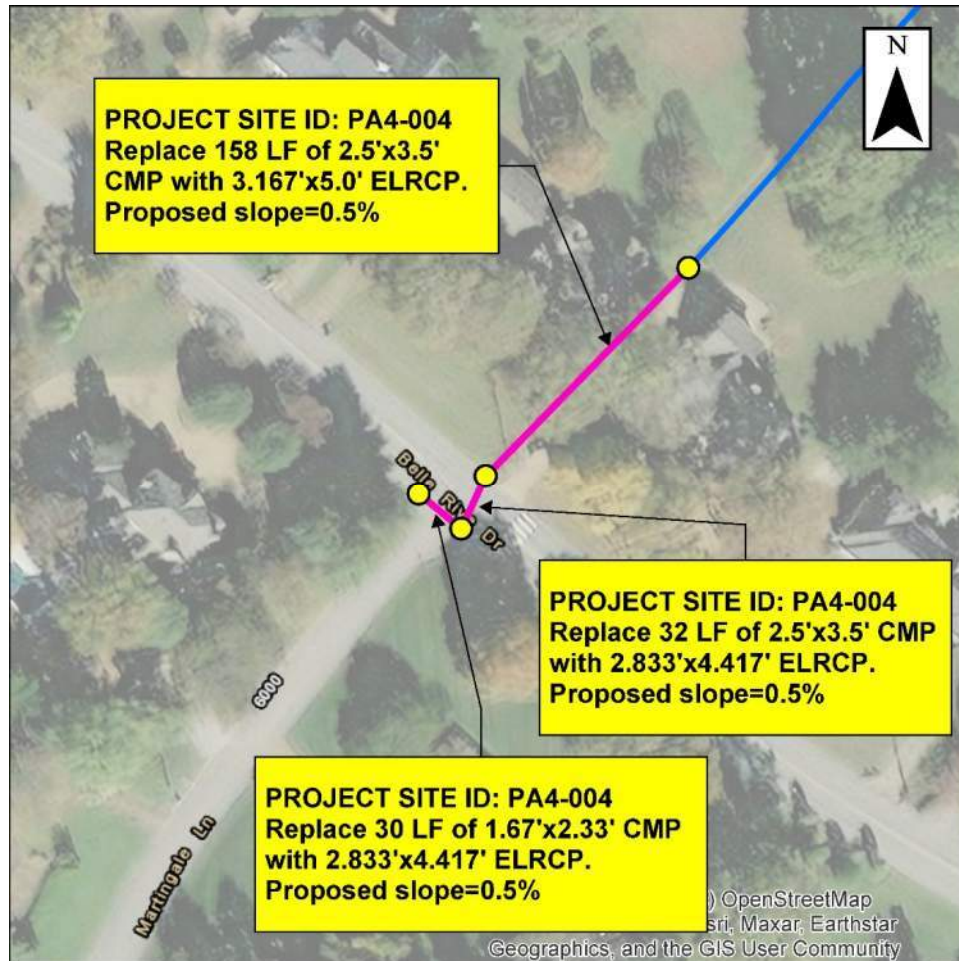 N
PROJECT SITE ID: PA4-004
Replace 158 LF of 2.5'x3.5'
CMP with 3.167'x5.0' ELRCP.
Proposed slope=0.5%
Belle River Dr
PROJECT SITE ID: PA4-004
Replace 32 LF of 2.5'x3.5' CMP
with 2.833'x4.417' ELRCP.
Proposed slope=0.5%
6000
Martingale Ln
PROJECT SITE ID: PA4-004
Replace 30 LF of 1.67'x2.33' CMP
with 2.833'x4.417' ELRCP.
Proposed slope=0.5%
) OpenStreetMap
sri, Maxar, Earthstar
Geographics, and the GIS User Community